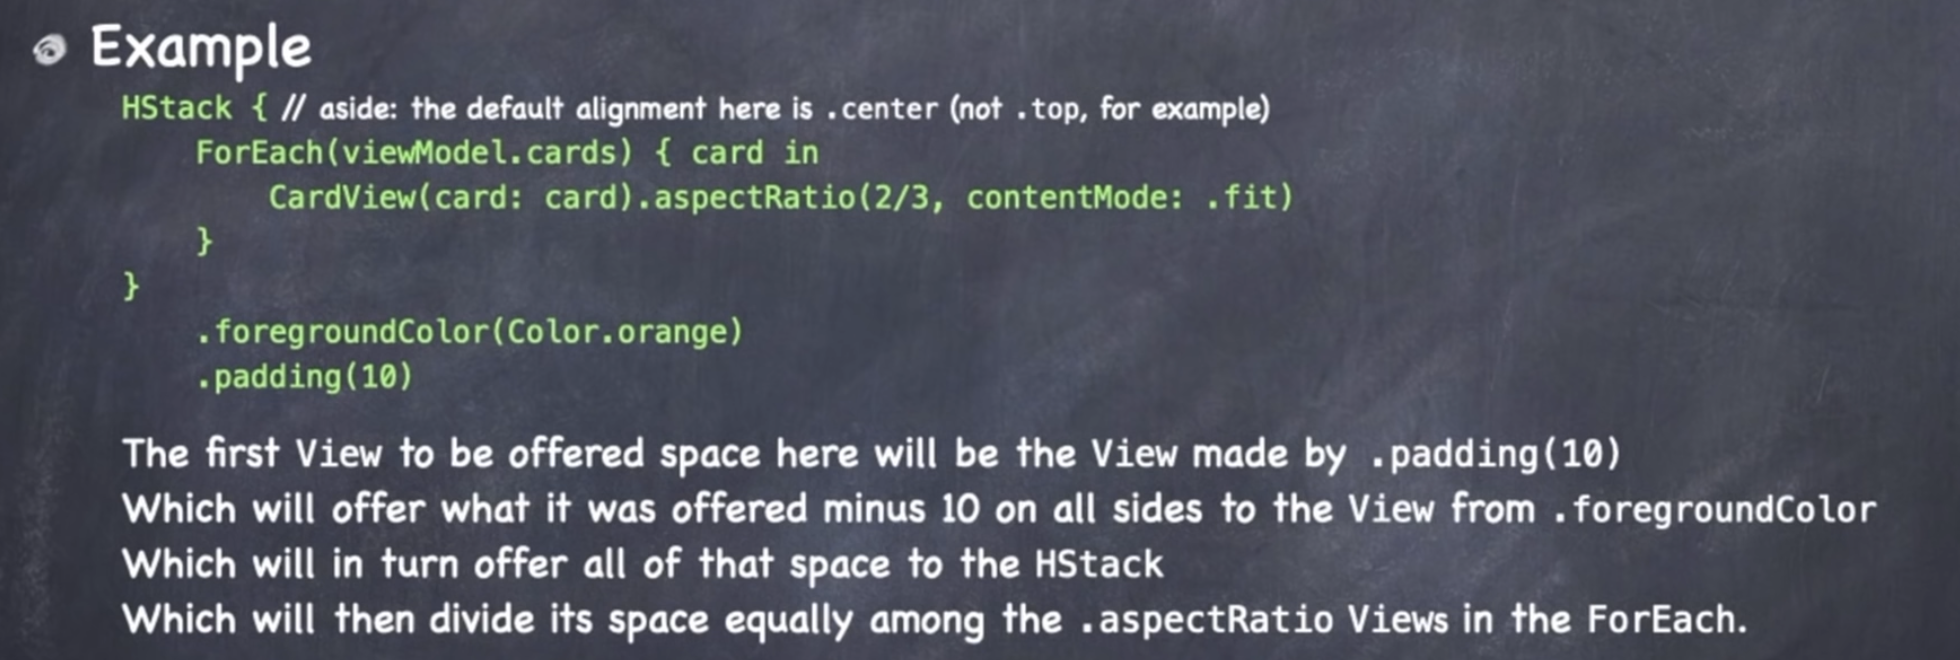 Example
HStack { // aside: the default alignment here is .center (not .top, for example)
ForEach(viewModel.cards) { card in
CardView(card: card).aspectRatio(2/3, contentMode: .fit)
}
}
.foregroundColor(Color.orange)
.padding(10)
The first View to be offered space here will be the View made by .padding(10)
Which will offer what it was offered minus 10 on all sides to the View from .foregroundColor
Which will in turn offer all of that space to the HStack
Which will then divide its space equally among the .aspectRatio Views in the ForEach.